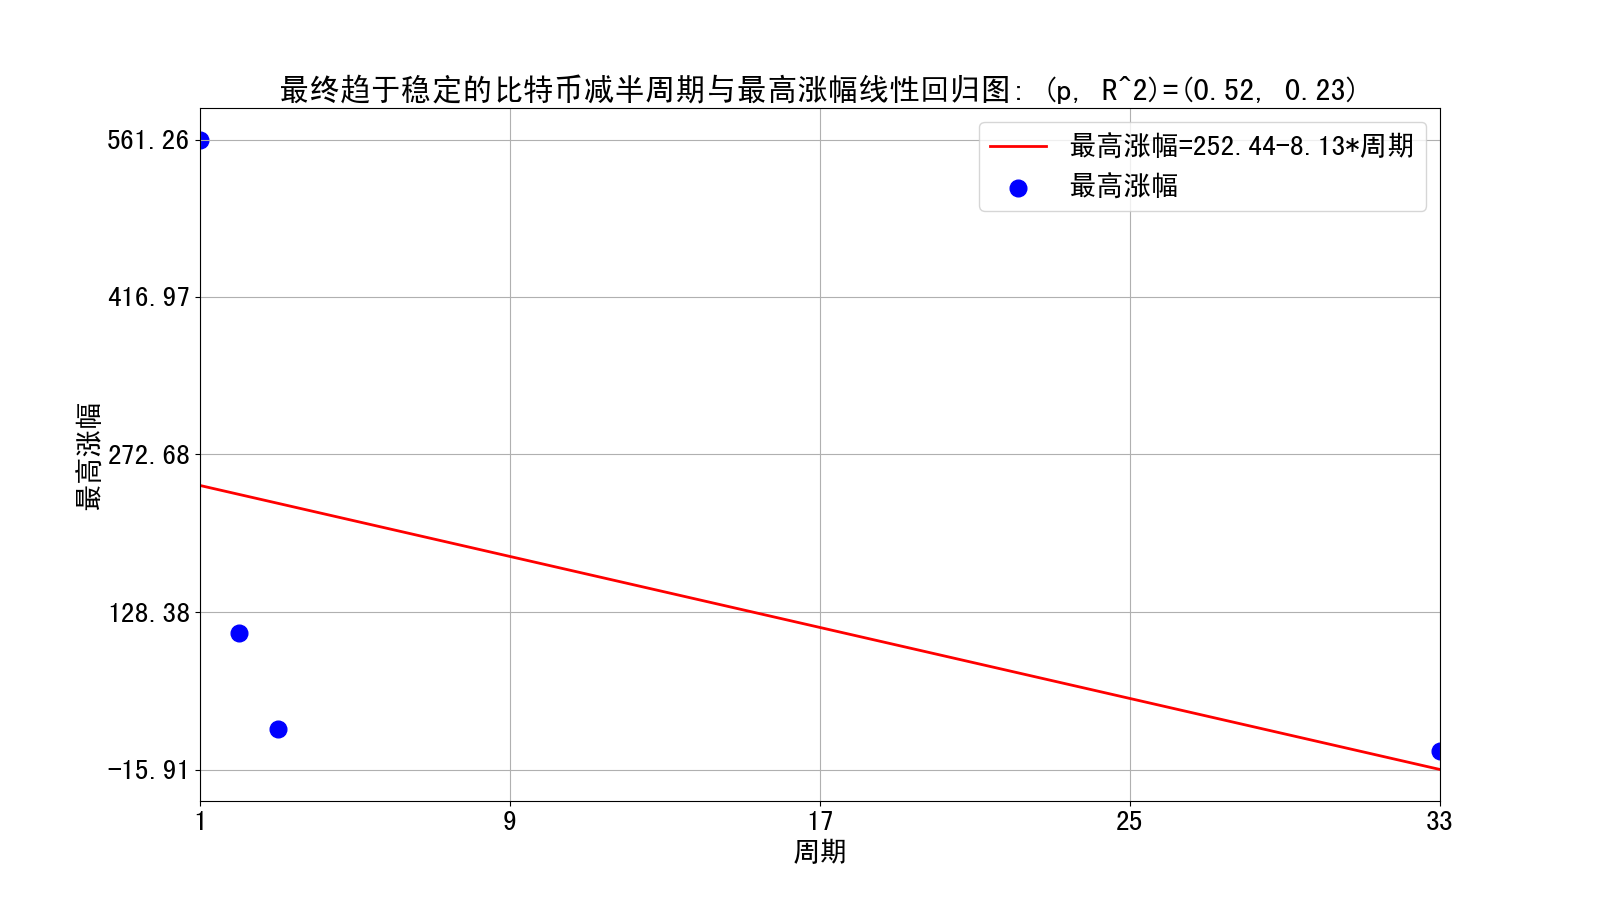 最终趋于稳定的比特币减半周期与最高涨幅线性回归图: (p, R^2)=(0.52, 0.23)
最高涨幅=252.44-8.13*周期
最高涨幅
561.26
416.97
272.68
128.38
-15.91
最高涨幅
1
9
17
25
33
周期